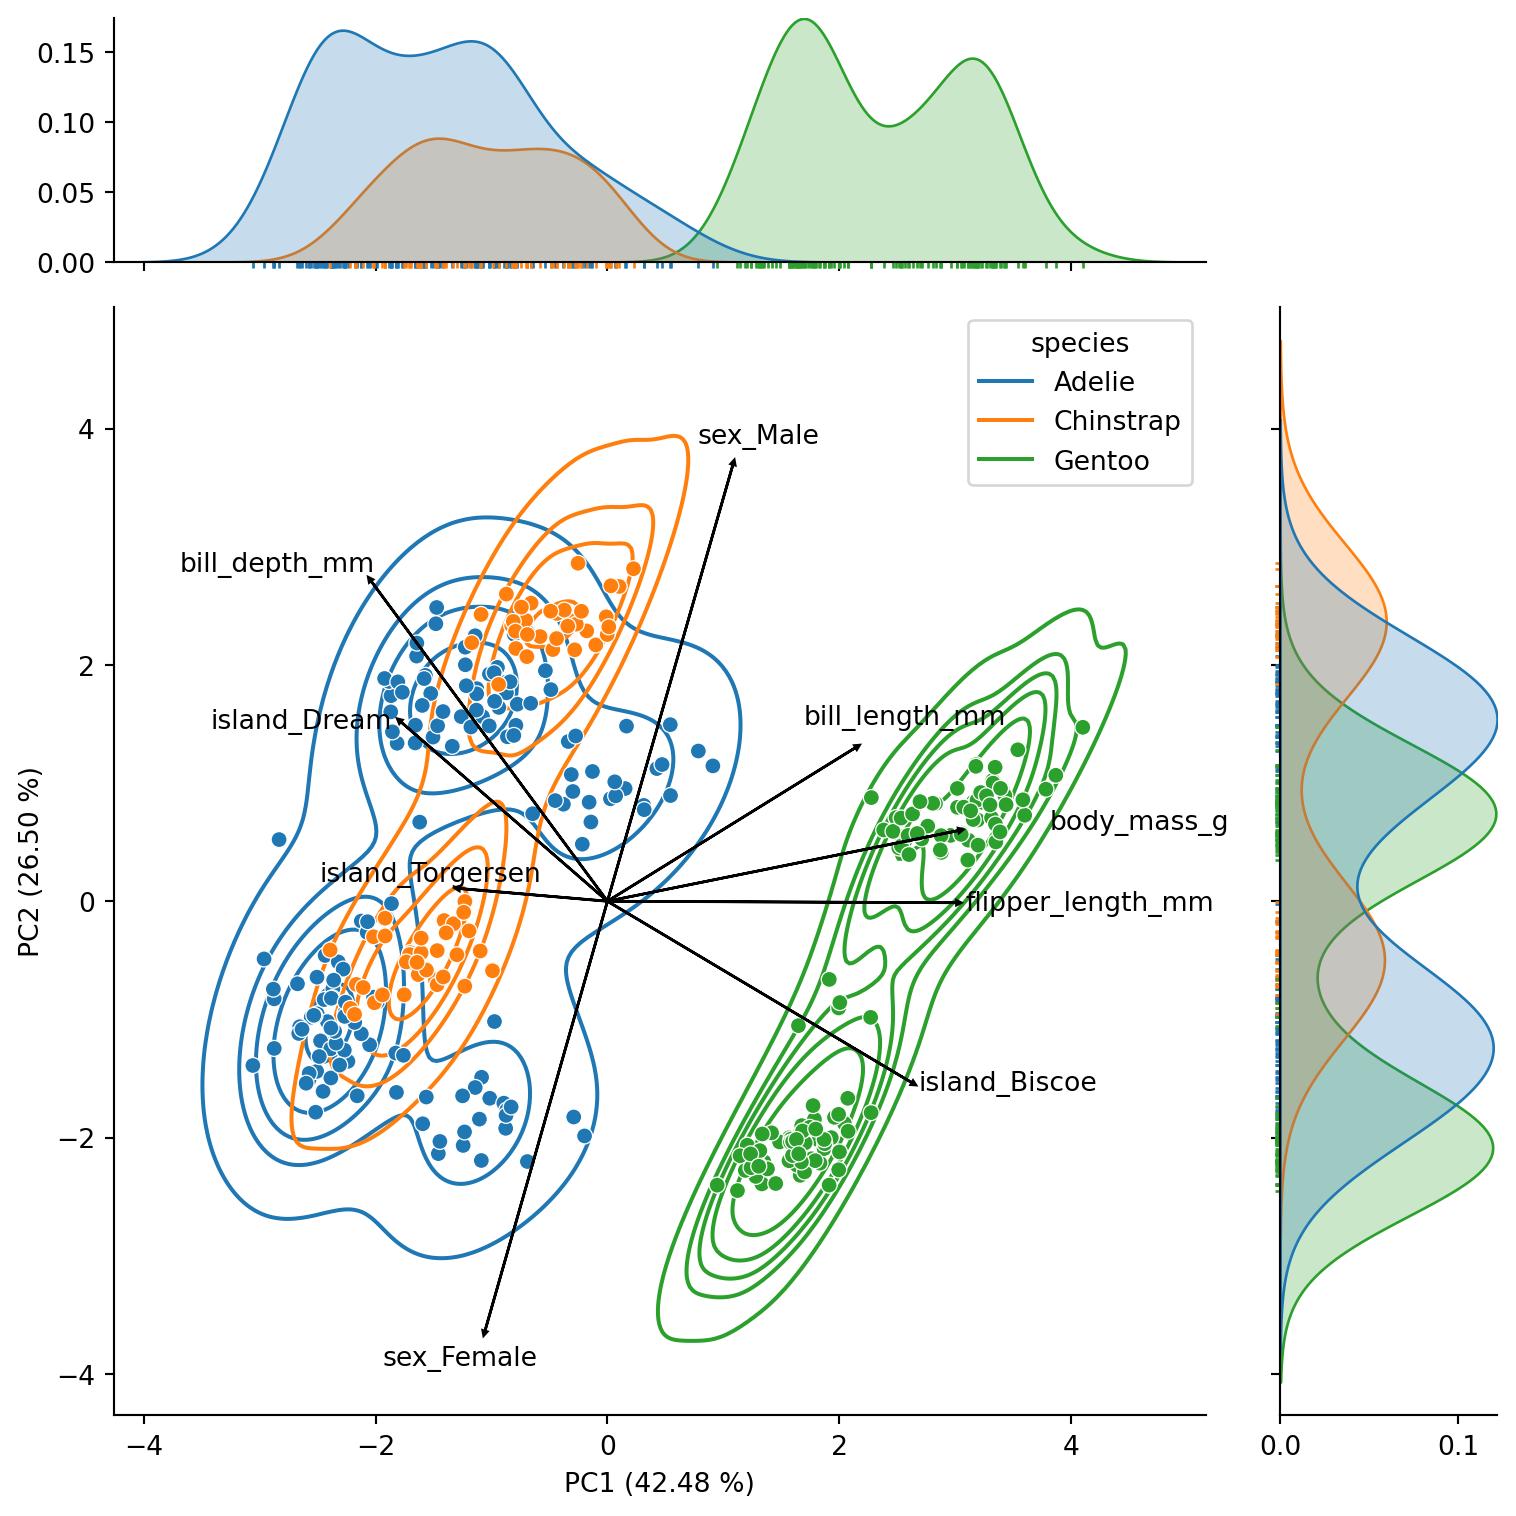 0.15
0.10
0.05
0.00
species
Adelie
Chinstrap
Gentoo
sex_Male
bill_depth_mm
island_Dream
bill_length_mm
body_mass_g
island_Torgersen
flipper_length_mm
island_Biscoe
sex_Female
4
2
0
−2
−4
PC2 (26.50 %)
−4 −2 0 2 4
PC1 (42.48 %)
0.0 0.1